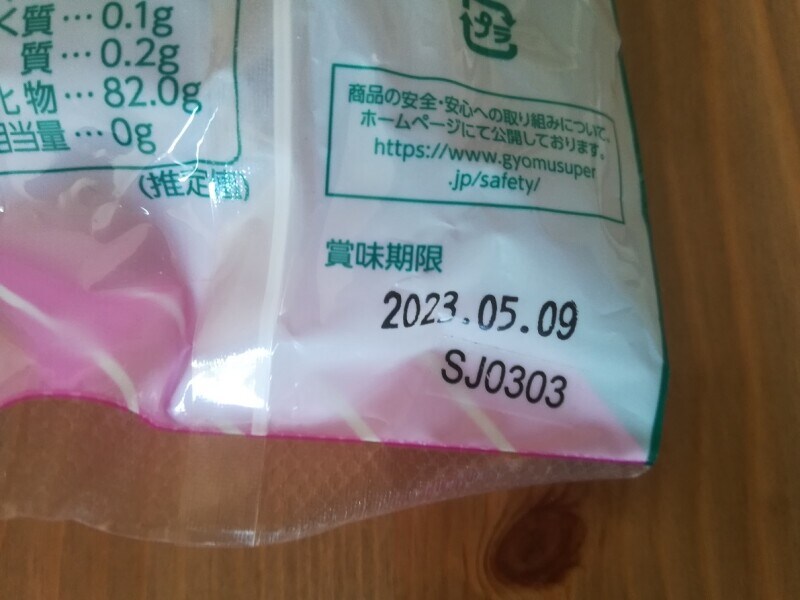 く質…0.1g
質…0.2g
化物…82.0g
相当量…0g
(推定値)
プラ
商品の安全・安心への取り組みについて、
ホームページにて公開しております。
https://www.gyomusuper
.jp/safety/
賞味期限
2023.05.09
SJ0303